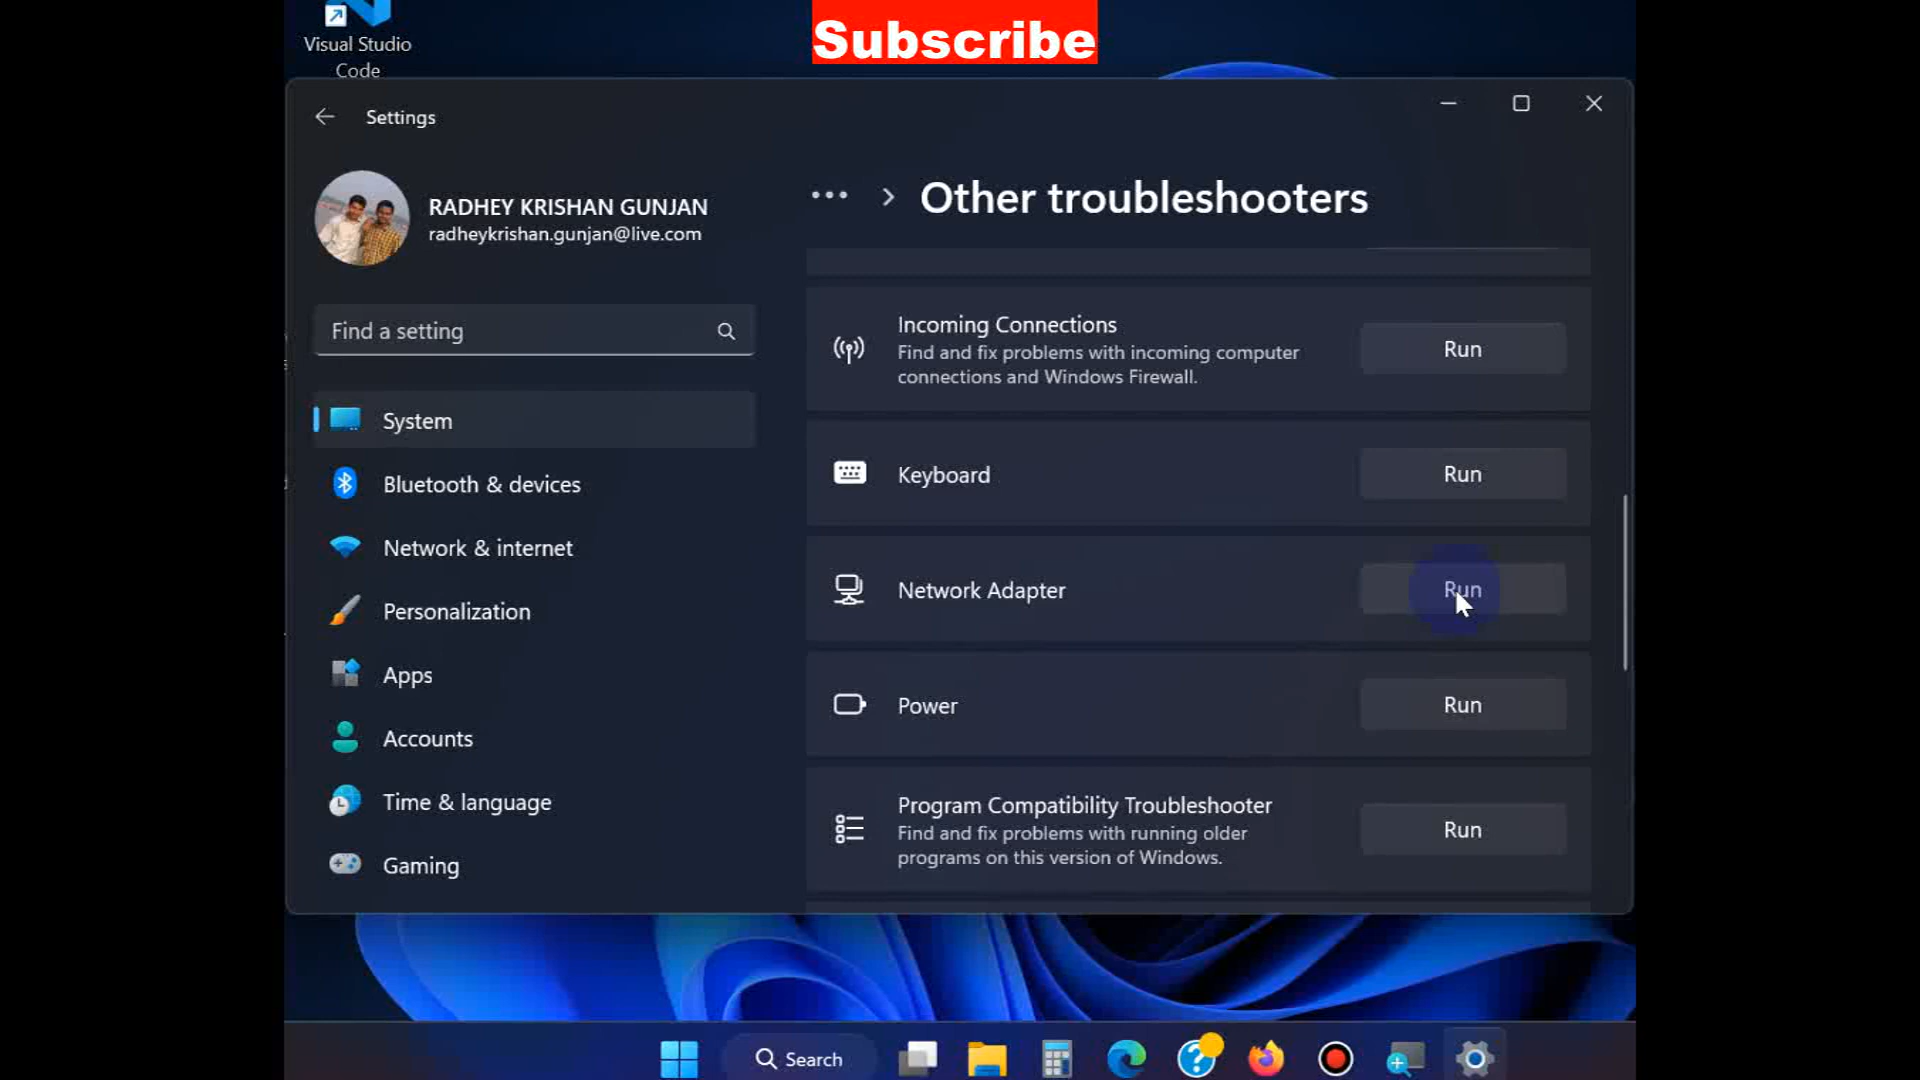 Visual Studio
Code
Subscribe
Settings
RADHEY KRISHAN GUNJAN
radheykrishan.gunjan@live.com
Find a setting
System
Bluetooth & devices
Network & internet
Personalization
Apps
Accounts
Time & language
Gaming
Other troubleshooters
Incoming Connections
Find and fix problems with incoming computer
connections and Windows Firewall.
Run
Keyboard
Run
Network Adapter
Run
Power
Run
Program Compatibility Troubleshooter
Find and fix problems with running older
programs on this version of Windows.
Run
Search